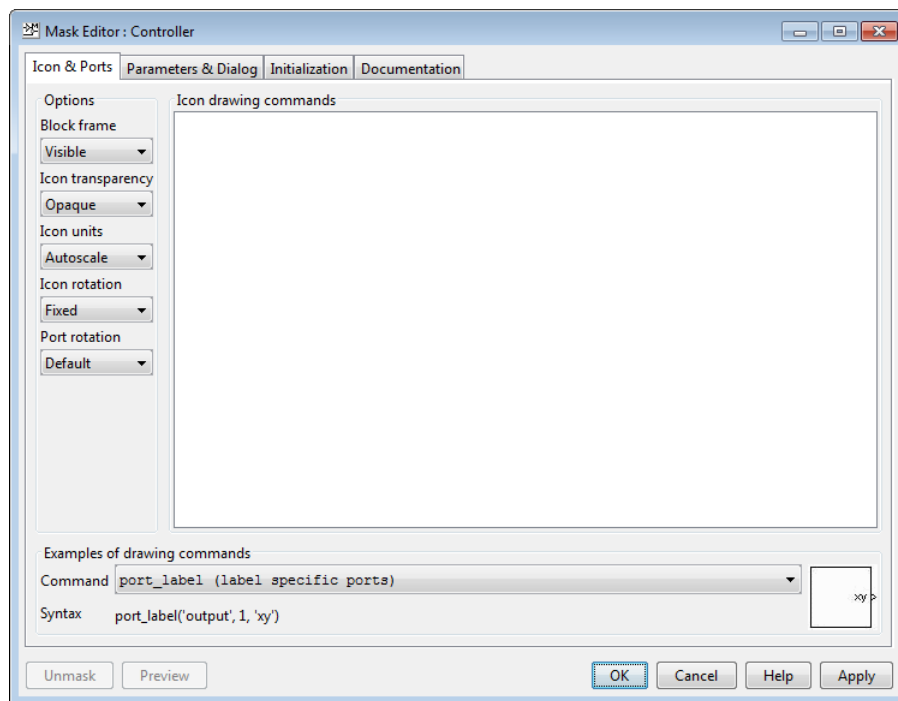 Mask Editor : Controller
Icon & Ports Parameters & Dialog Initialization Documentation
Options
Block frame
Visible
Icon transparency
Opaque
Icon units
Autoscale
Icon rotation
Fixed
Port rotation
Default
Icon drawing commands
Examples of drawing commands
Command port_label (label specific ports)
Syntax port_label('output', 1, 'xy')
xy >
Unmask Preview OK Cancel Help Apply